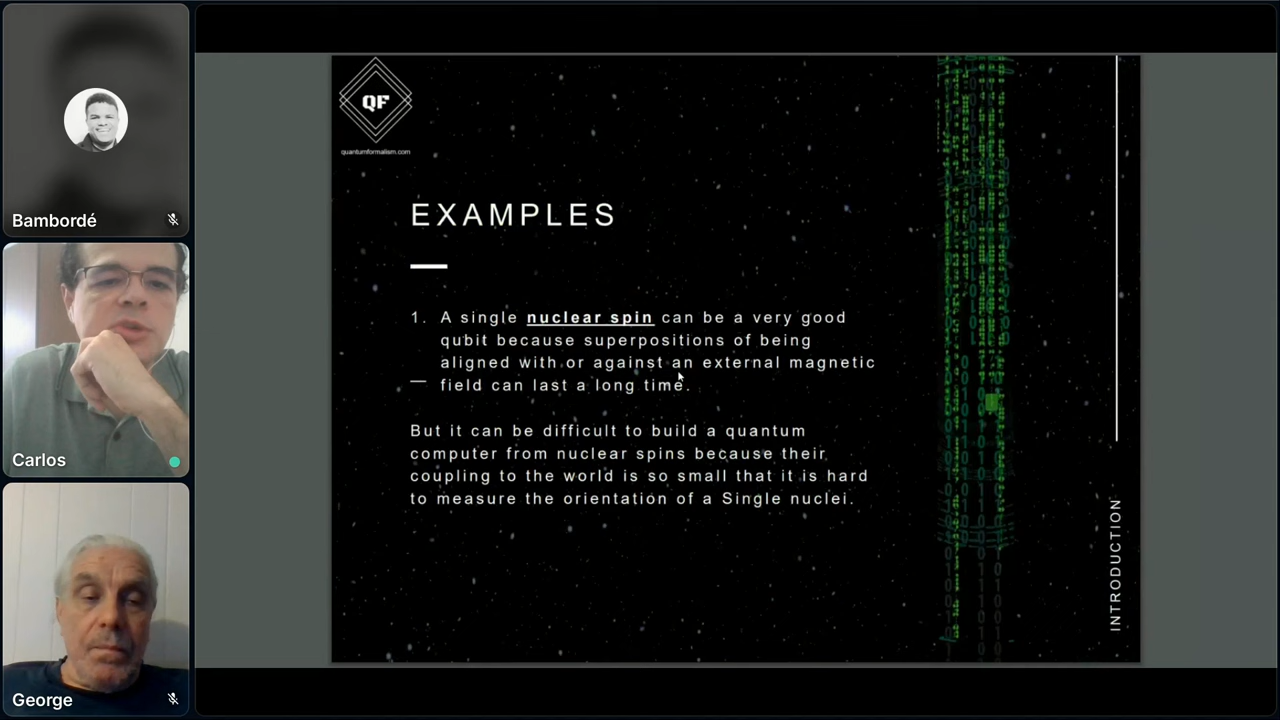 Bambordé
Carlos
George
QF
quantumformalism.com
EXAMPLES
1. A single nuclear spin can be a very good
qubit because superpositions of being
aligned with or against an external magnetic
field can last a long time.
But it can be difficult to build a quantum
computer from nuclear spins because their
coupling to the world is so small that it is hard
to measure the orientation of a Single nuclei.
INTRODUCTION